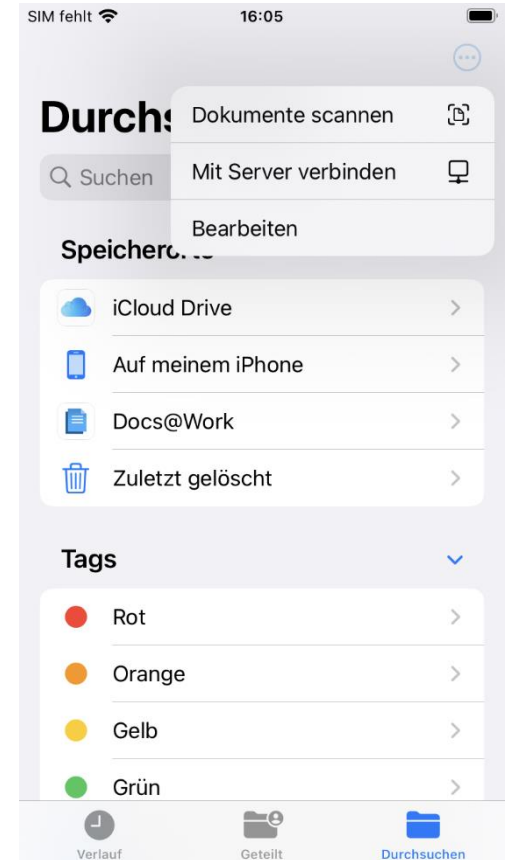 SIM fehlt 16:05
Durchs
Dokumente scannen
Suchen
Mit Server verbinden
Bearbeiten
Speicherorte
iCloud Drive
Auf meinem iPhone
Docs@Work
Zuletzt gelöscht
Tags
Rot
Orange
Gelb
Grün
Verlauf
Geteilt
Durchsuchen